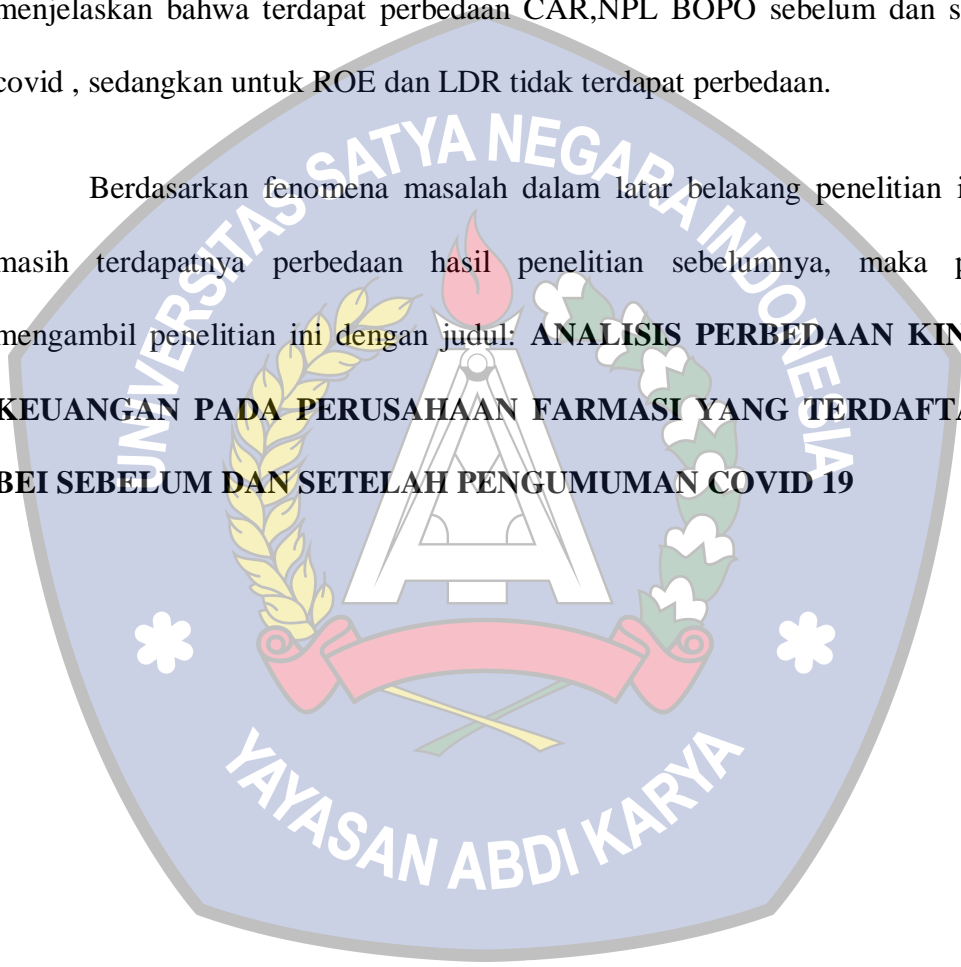 menjelaskan bahwa terdapat perbedaan CAR,NPL BOPO sebelum dan s
covid , sedangkan untuk ROE dan LDR tidak terdapat perbedaan.
Berdasarkan fenomena masalah dalam latar belakang penelitian i
masih terdapatnya perbedaan hasil penelitian sebelumnya, maka p
mengambil penelitian ini dengan judul: ANALISIS PERBEDAAN KIN
KEUANGAN PADA PERUSAHAAN FARMASI YANG TERDAFTA
BEI SEBELUM DAN SETELAH PENGUMUMAN COVID 19
UNIVERSITAS SATYA NEGARA INDONESIA
YAYASAN ABDI KARYA